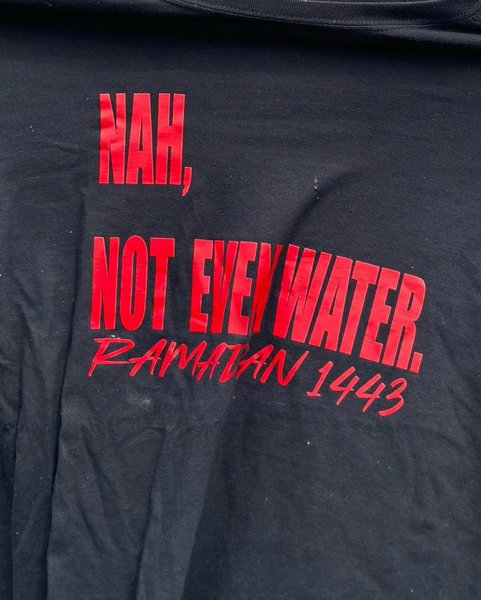 NAH,
NOT EVEN WATER.
RAMADAN 1443